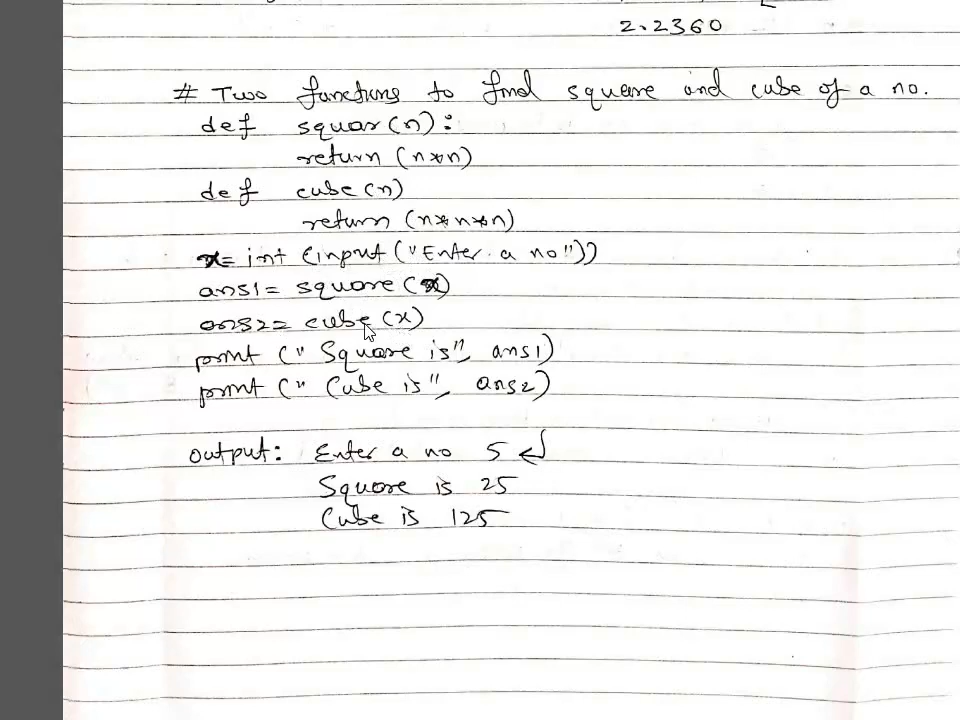 2.2360
# Two functions to find square and cube of a no.
def squar(n):
return (n*n)
def cube(n)
return (n*n*n)
x= int (input ("Enter a no"))
ans1= square(x)
ans2= cube(x)
print (" Square is", ans1)
print (" Cube is", ans2)
output: Enter a no 5 ↵
Square is 25
Cube is 125